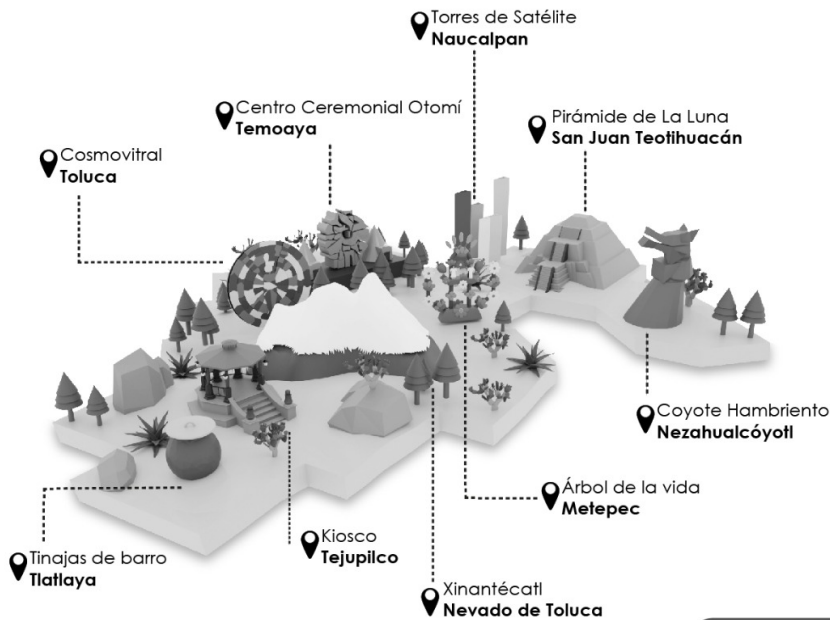 Torres de Satélite
Naucalpan
Centro Ceremonial Otomí
Temoaya
Pirámide de La Luna
San Juan Teotihuacán
Cosmovitral
Toluca
Coyote Hambriento
Nezahualcóyotl
Árbol de la vida
Metepec
Kiosco
Tejupilco
Tinajas de barro
Tlatlaya
Xinantécatl
Nevado de Toluca